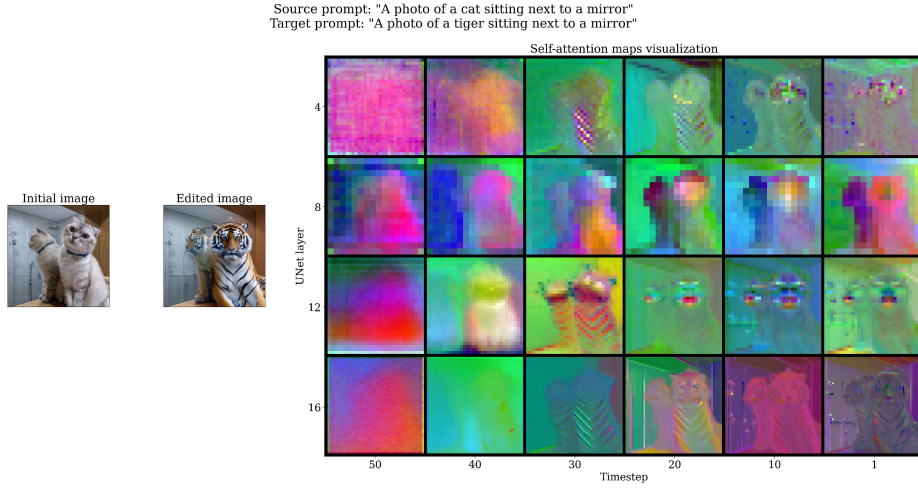 Source prompt: "A photo of a cat sitting next to a mirror"
Target prompt: "A photo of a tiger sitting next to a mirror"
Self-attention maps visualization
Initial image
Edited image
UNet layer
4
8
12
16
50
40
30
20
10
1
Timestep